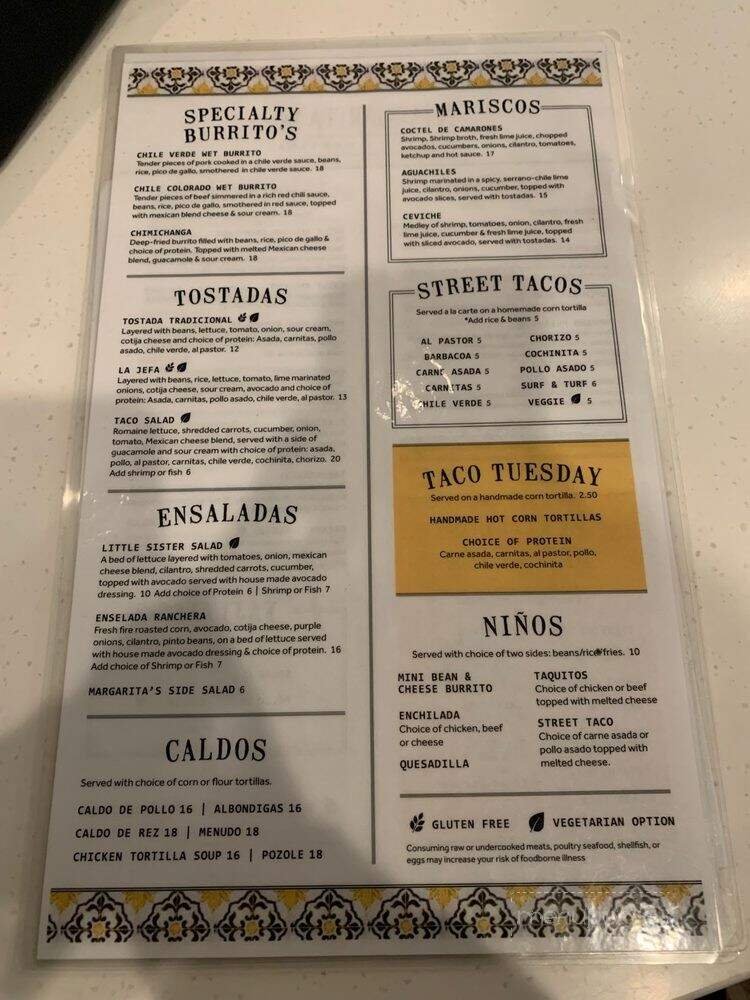 SPECIALTY
BURRITO'S
CHILE VERDE WET BURRITO
Tender pieces of pork cooked in a chile verde sauce, beans,
rice, pico de gallo, smothered in chile verde sauce. 18
CHILE COLORADO WET BURRITO
Tender pieces of beef simmered in a rich red chili sauce,
beans, rice, pico de gallo, smothered in red sauce, topped
with mexican blend cheese & sour cream. 18
CHIMICHANGA
Deep-fried burrito filled with beans, rice, pico de gallo &
choice of protein. Topped with melted Mexican cheese
blend, guacamole & sour cream. 18
TOSTADAS
TOSTADA TRADICIONAL
Layered with beans, lettuce, tomato, onion, sour cream,
cotija cheese and choice of protein: Asada, carnitas, pollo
asado, chile verde, al pastor. 12
LA JEFA
Layered with beans, rice, lettuce, tomato, lime marinated
onions, cotija cheese, sour cream, avocado and choice of
protein: Asada, carnitas, pollo asado, chile verde, al pastor. 13
TACO SALAD
Romaine lettuce, shredded carrots, cucumber, onion,
tomato, Mexican cheese blend, served with a side of
guacamole and sour cream with choice of protein: asada,
pollo, al pastor, carnitas, chile verde, cochinita, chorizo. 20
Add shrimp or fish 6
ENSALADAS
LITTLE SISTER SALAD
A bed of lettuce layered with tomatoes, onion, mexican
cheese blend, cilantro, shredded carrots, cucumber,
topped with avocado served with house made avocado
dressing. 10 Add choice of Protein 6 | Shrimp or Fish 7
ENSELADA RANCHERA
Fresh fire roasted corn, avocado, cotija cheese, purple
onions, cilantro, pinto beans, on a bed of lettuce served
with house made avocado dressing & choice of protein. 16
Add choice of Shrimp or Fish 7
MARGARITA'S SIDE SALAD 6
CALDOS
Served with choice of corn or flour tortillas.
CALDO DE POLLO 16 | ALBONDIGAS 16
CALDO DE REZ 18 | MENUDO 18
CHICKEN TORTILLA SOUP 16 | POZOLE 18
MARISCOS
COCTEL DE CAMARONES
Shrimp, Shrimp broth, fresh lime juice, chopped
avocados, cucumbers, onions, cilantro, tomatoes,
ketchup and hot sauce. 17
AGUACHILES
Shrimp marinated in a spicy, serrano-chile lime
juice, cilantro, onions, cucumber, topped with
avocado slices, served with tostadas. 15
CEVICHE
Medley of shrimp, tomatoes, onion, cilantro, fresh
lime juice, cucumber & fresh lime juice, topped
with sliced avocado, served with tostadas. 14
STREET TACOS
Served a la carte on a homemade corn tortilla
*Add rice & beans 5
AL PASTOR 5
BARBACOA 5
CARNE ASADA 5
CARNITAS 5
CHILE VERDE 5
CHORIZO 5
COCHINITA 5
POLLO ASADO 5
SURF & TURF 6
VEGGIE 5
TACO TUESDAY
Served on a handmade corn tortilla. 2.50
HANDMADE HOT CORN TORTILLAS
CHOICE OF PROTEIN
Carne asada, carnitas, al pastor, pollo,
chile verde, cochinita
NIÑOS
Served with choice of two sides: beans/rice/fries. 10
MINI BEAN &
CHEESE BURRITO
ENCHILADA
Choice of chicken, beef
or cheese
QUESADILLA
TAQUITOS
Choice of chicken or beef
topped with melted cheese
STREET TACO
Choice of carne asada or
pollo asado topped with
melted cheese.
GLUTEN FREE VEGETARIAN OPTION
Consuming raw or undercooked meats, poultry seafood, shellfish, or
eggs may increase your risk of foodborne illness